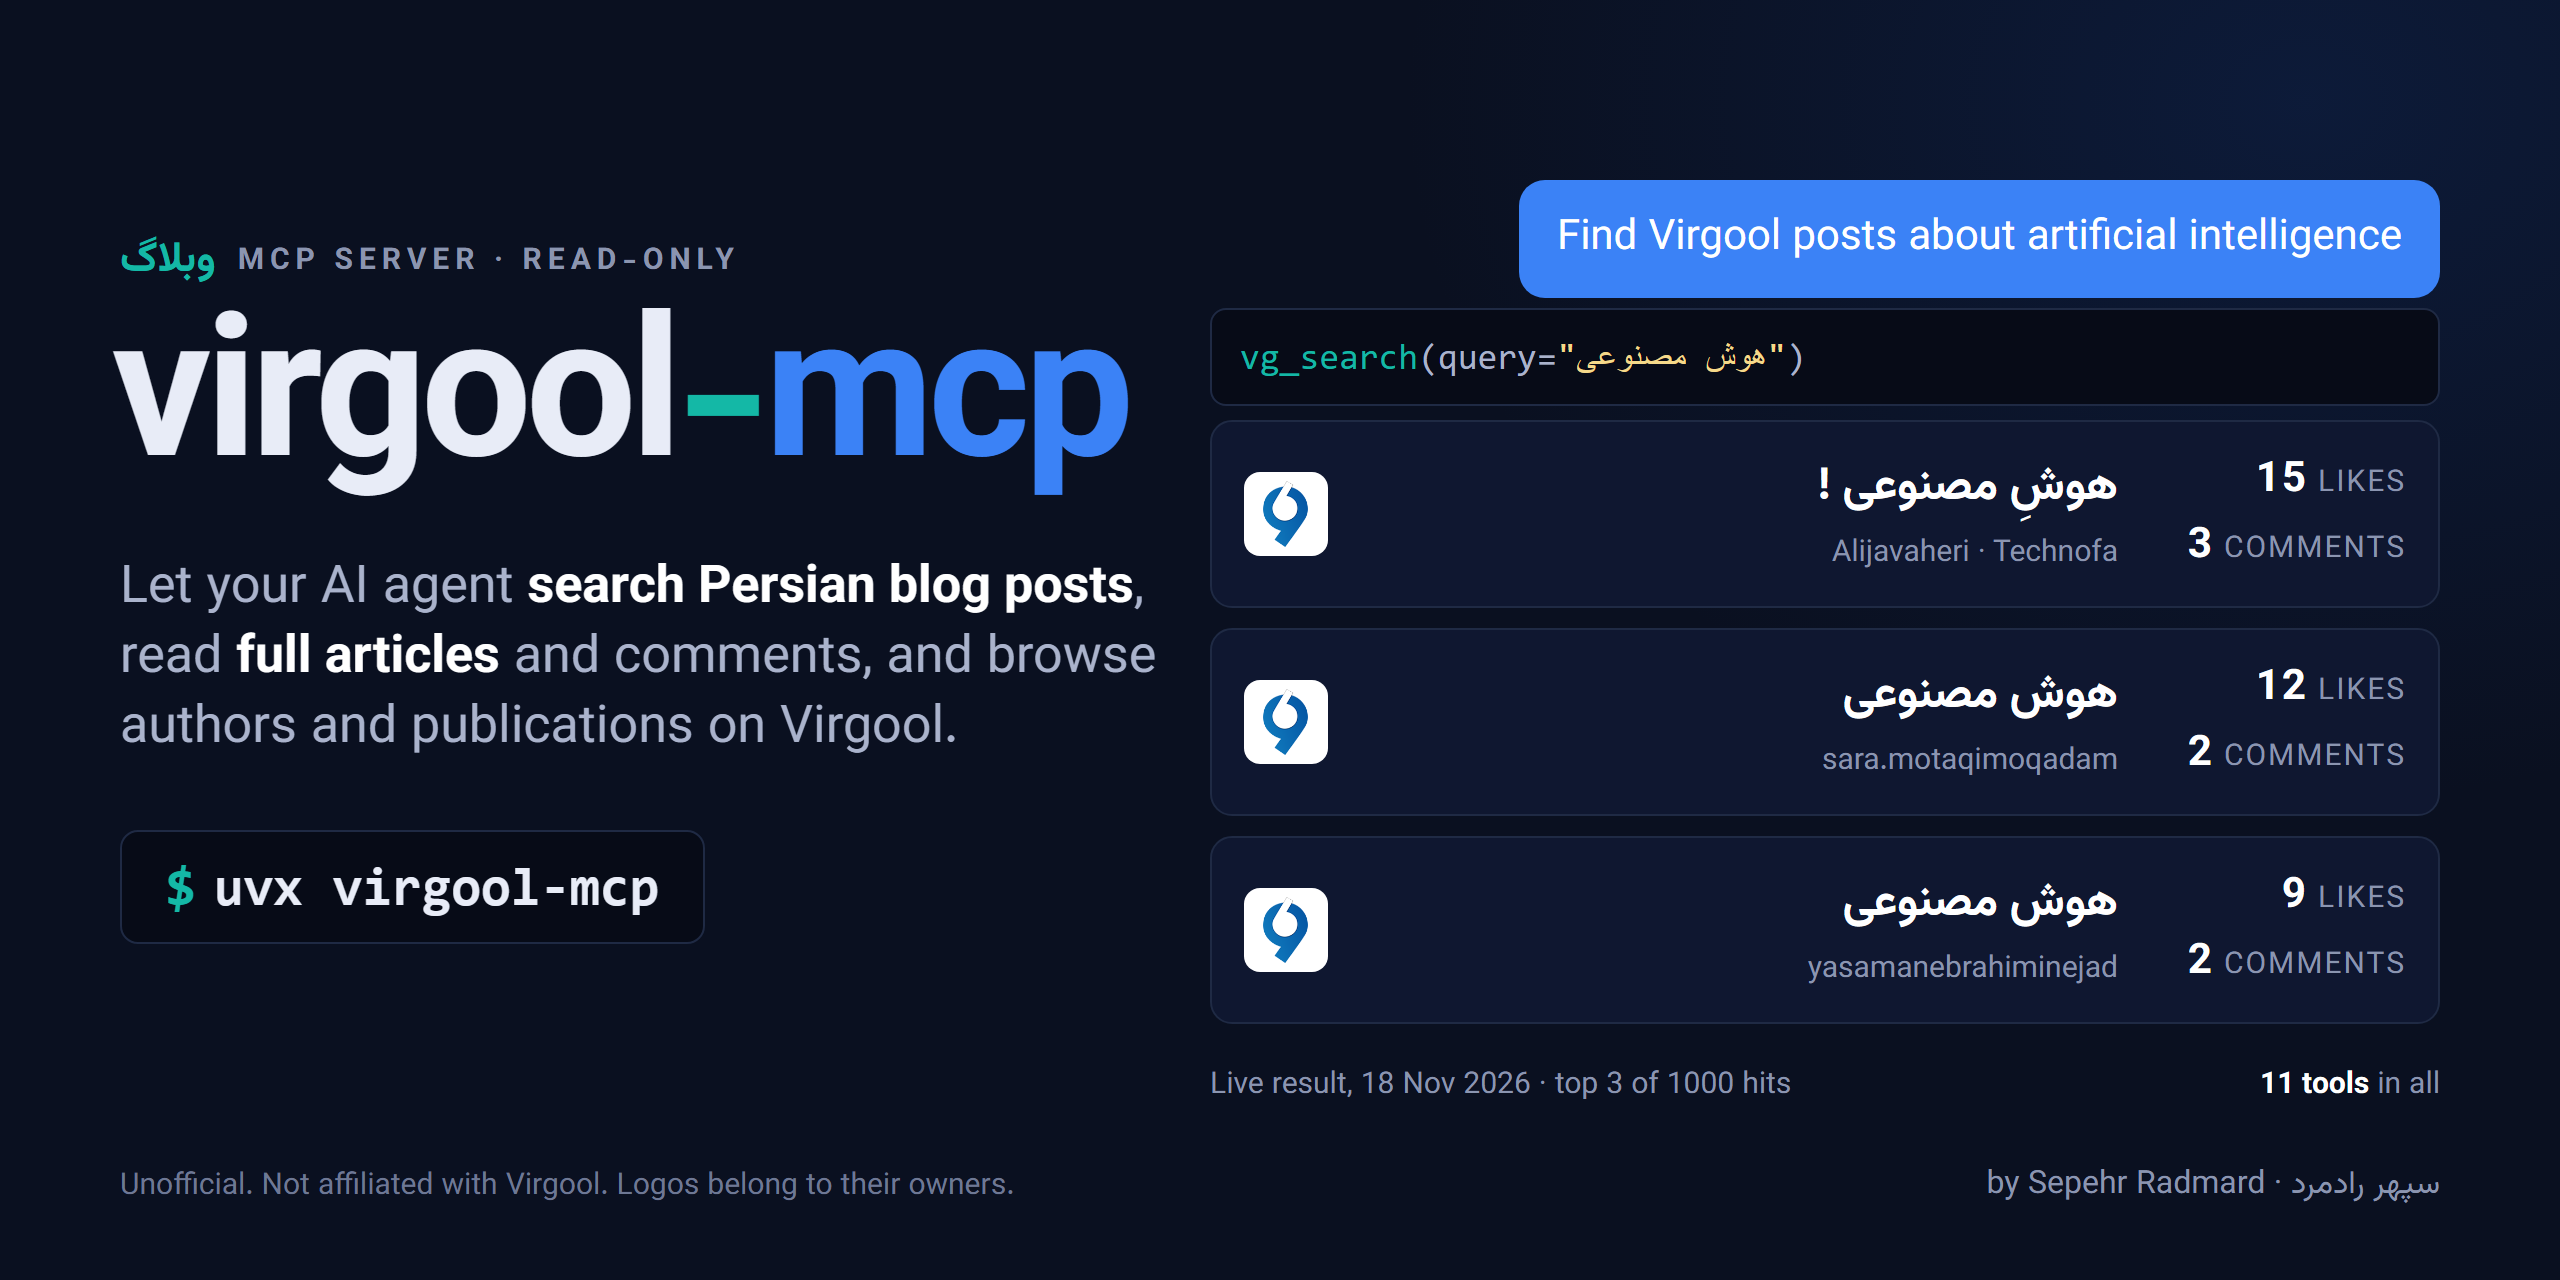 وبلاگ MCP SERVER · READ-ONLY
virgool-mcp
Let your AI agent search Persian blog posts,
read full articles and comments, and browse
authors and publications on Virgool.
$ uvx virgool-mcp
Find Virgool posts about artificial intelligence
vg_search(query="هوش مصنوعی")
هوشِ مصنوعی !
Alijavaheri · Technofa
15 LIKES
3 COMMENTS
هوش مصنوعی
sara.motaqimoqadam
12 LIKES
2 COMMENTS
هوش مصنوعی
yasamanebrahiminejad
9 LIKES
2 COMMENTS
Live result, 18 Nov 2026 · top 3 of 1000 hits
11 tools in all
Unofficial. Not affiliated with Virgool. Logos belong to their owners.
by Sepehr Radmard · سپهر رادمرد